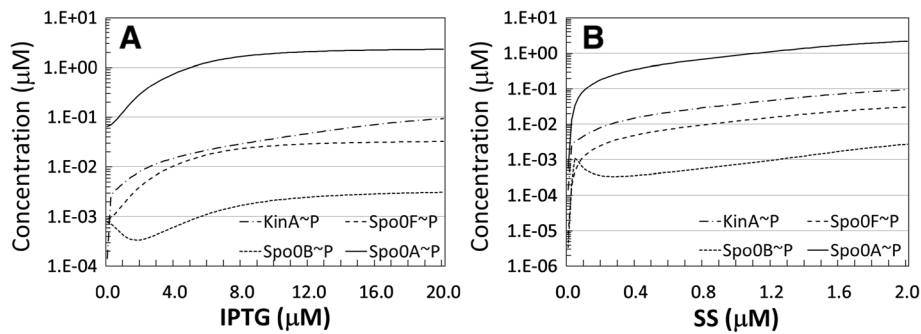 A
Concentration (μM)
1.E+01
1.E+00
1.E-01
1.E-02
1.E-03
1.E-04
KinA~P
Spo0F~P
Spo0B~P
Spo0A~P
0.0 4.0 8.0 12.0 16.0 20.0
IPTG (μM)
B
Concentration (μM)
1.E+01
1.E+00
1.E-01
1.E-02
1.E-03
1.E-04
1.E-05
1.E-06
KinA~P
Spo0F~P
Spo0B~P
Spo0A~P
0.0 0.4 0.8 1.2 1.6 2.0
SS (μM)